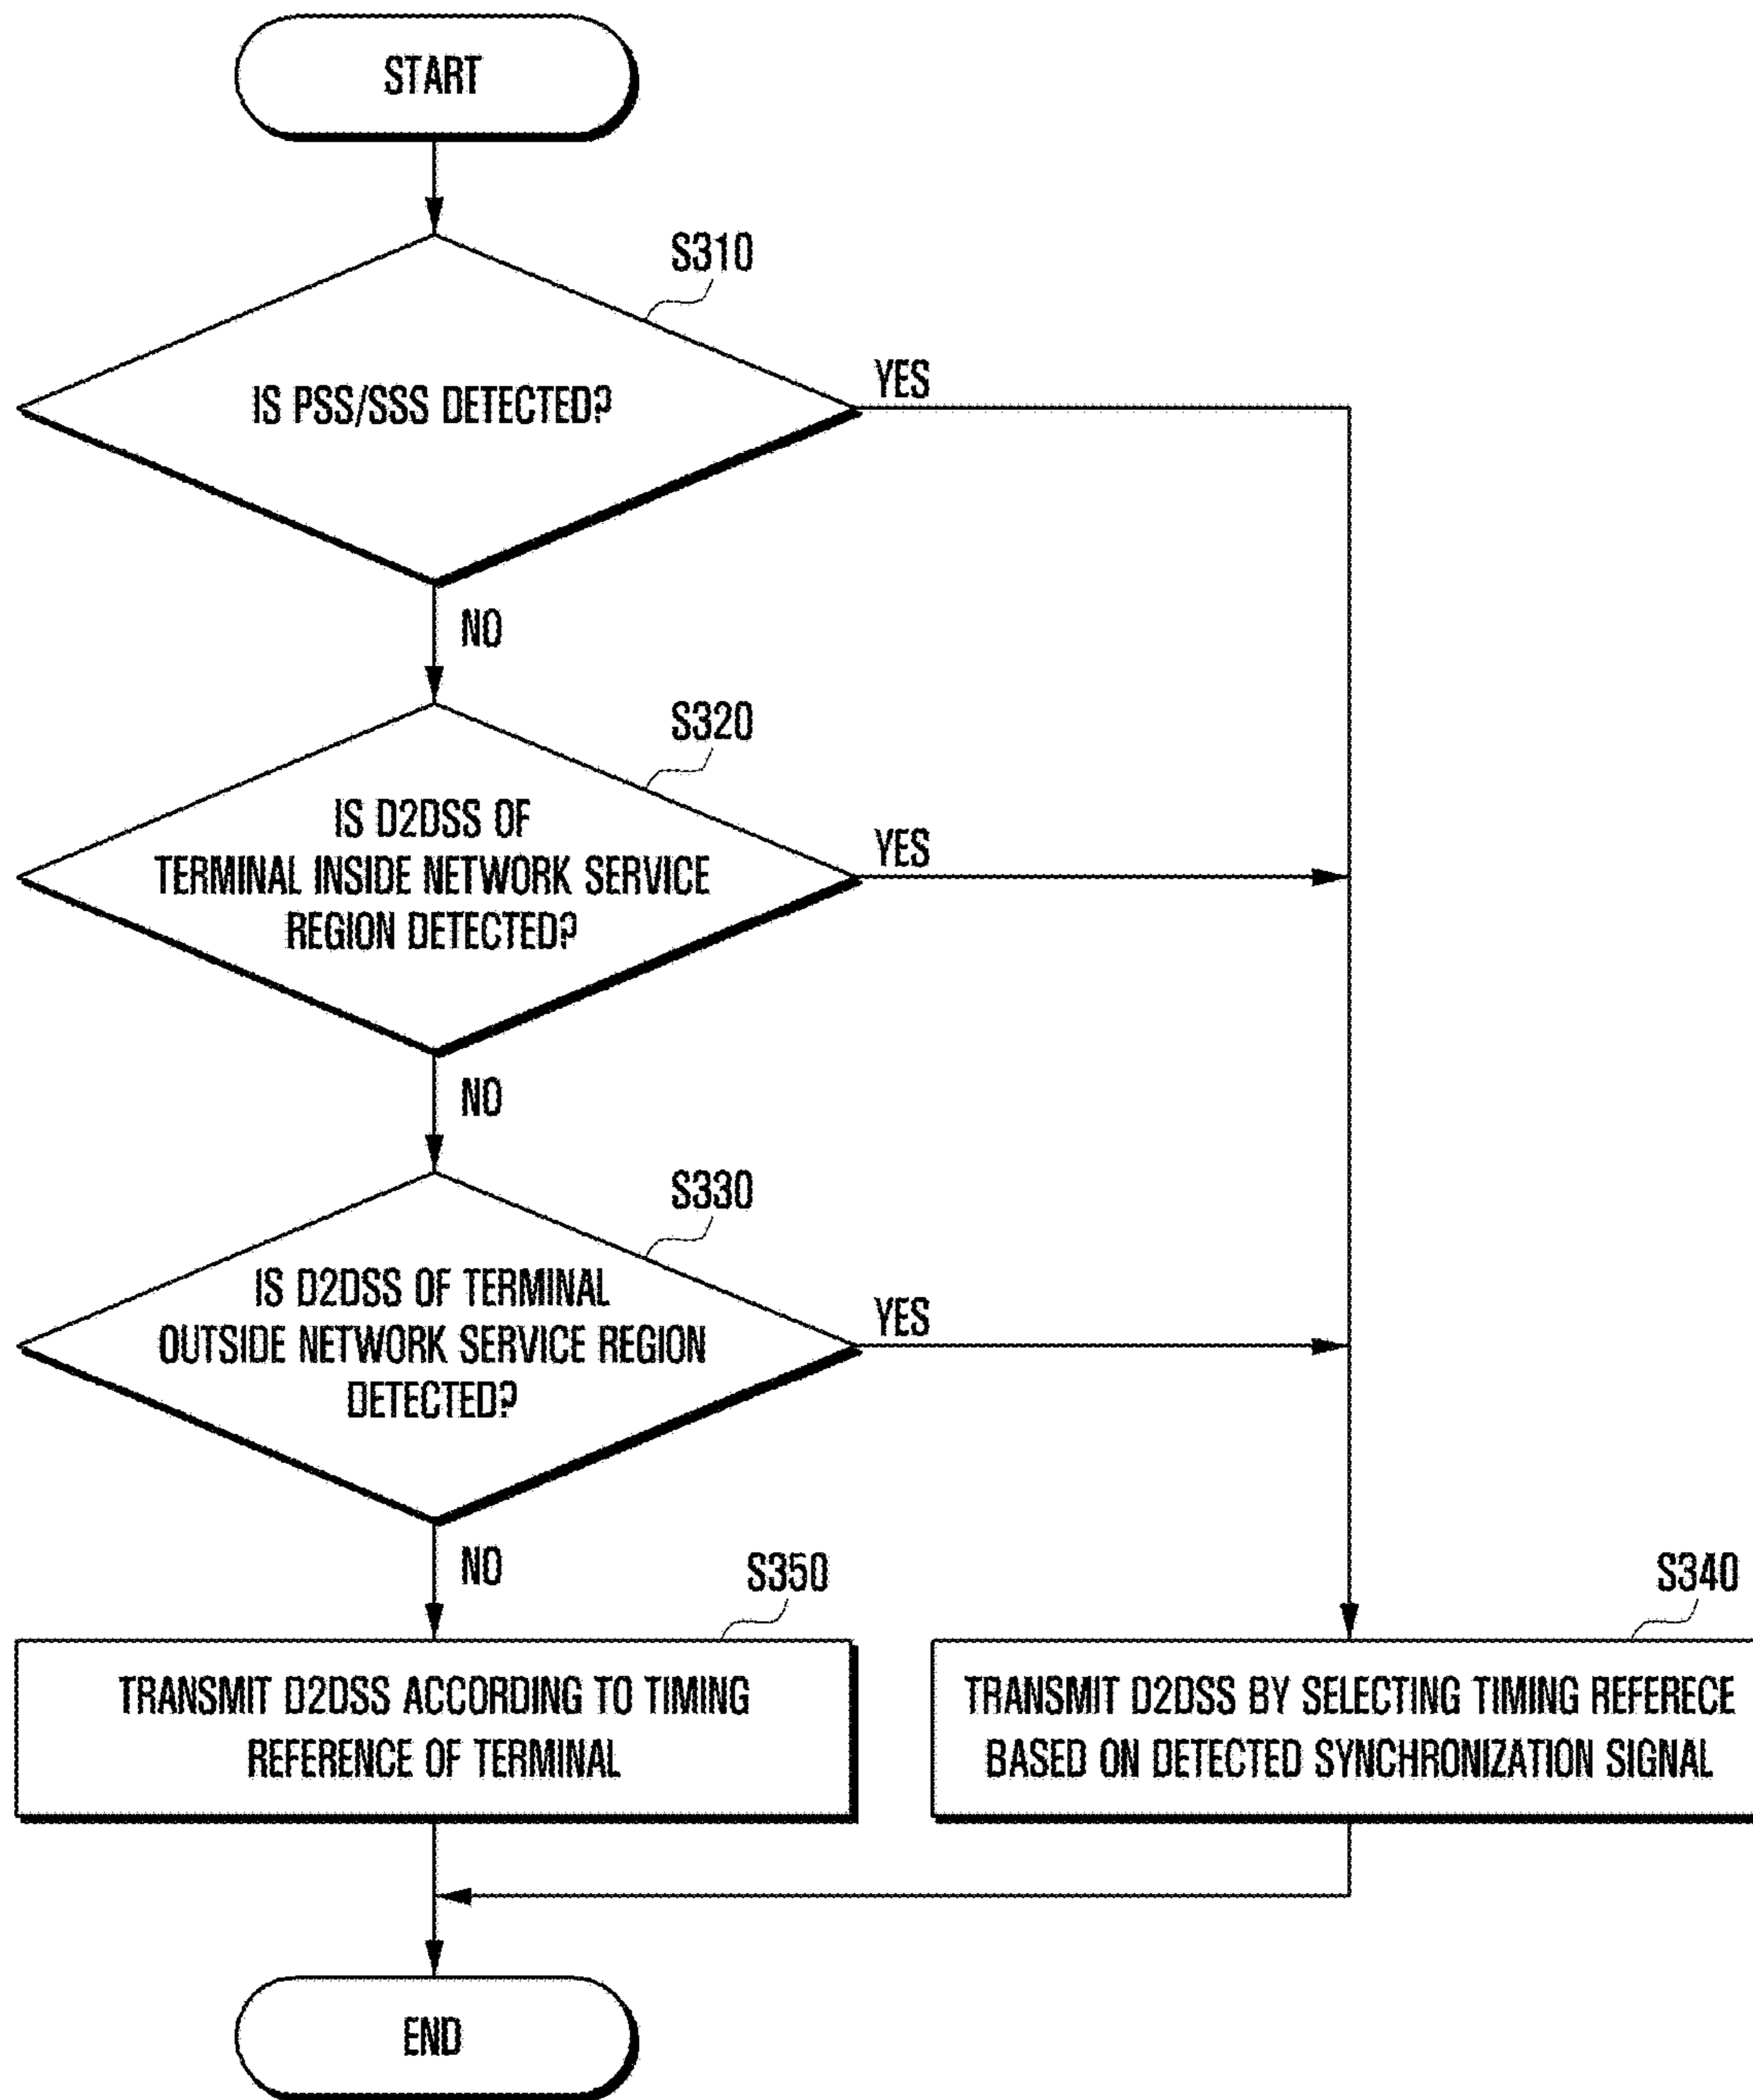 START
S310
IS PSS/SSS DETECTED?
YES
NO
S320
IS D2DSS OF
TERMINAL INSIDE NETWORK SERVICE
REGION DETECTED?
YES
NO
S330
IS D2DSS OF TERMINAL
OUTSIDE NETWORK SERVICE REGION
DETECTED?
YES
NO
S350
TRANSMIT D2DSS ACCORDING TO TIMING
REFERENCE OF TERMINAL
S340
TRANSMIT D2DSS BY SELECTING TIMING REFERECE
BASED ON DETECTED SYNCHRONIZATION SIGNAL
END